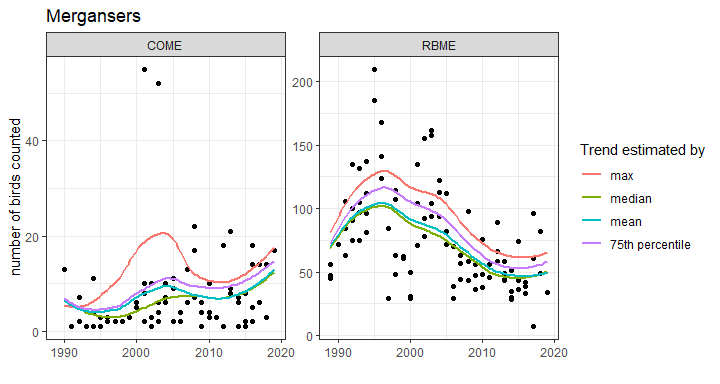 Mergansers
COME
RBME
number of birds counted
40
20
0
200
150
100
50
0
1990
2000
2010
2020
1990
2000
2010
2020
Trend estimated by
max
median
mean
75th percentile